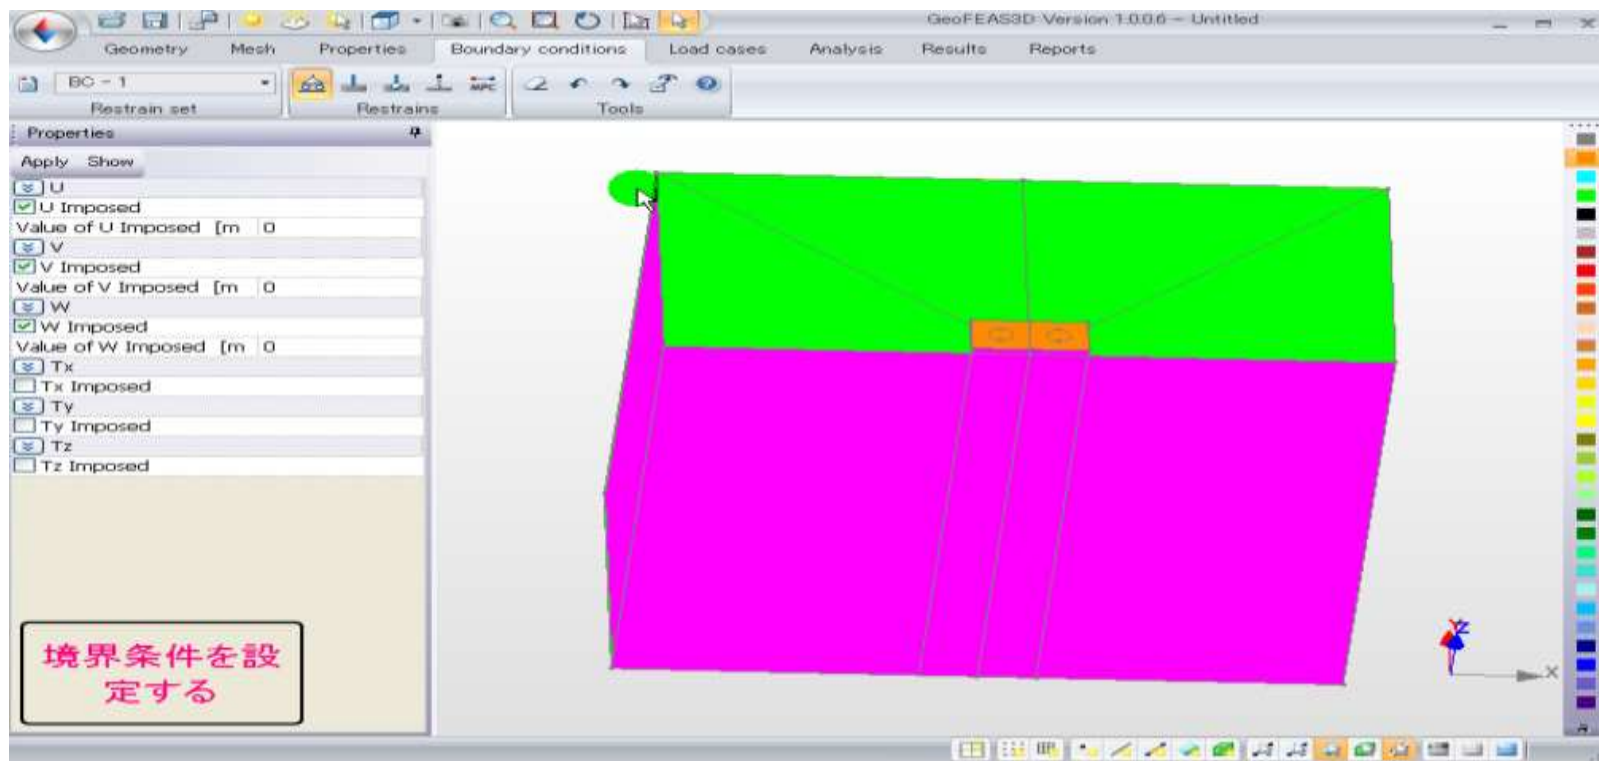 GeoFEAS3D Version 1.0.0.6 - Untitled
Geometry Mesh Properties Boundary conditions Load cases Analysis Results Reports
BC - 1
MPC
Restrain set Restrains Tools
Properties
Apply Show
U
U Imposed
Value of U Imposed [m 0
V
V Imposed
Value of V Imposed [m 0
W
W Imposed
Value of W Imposed [m 0
Tx
Tx Imposed
Ty
Ty Imposed
Tz
Tz Imposed
境界条件を設
定する
Y Z
X